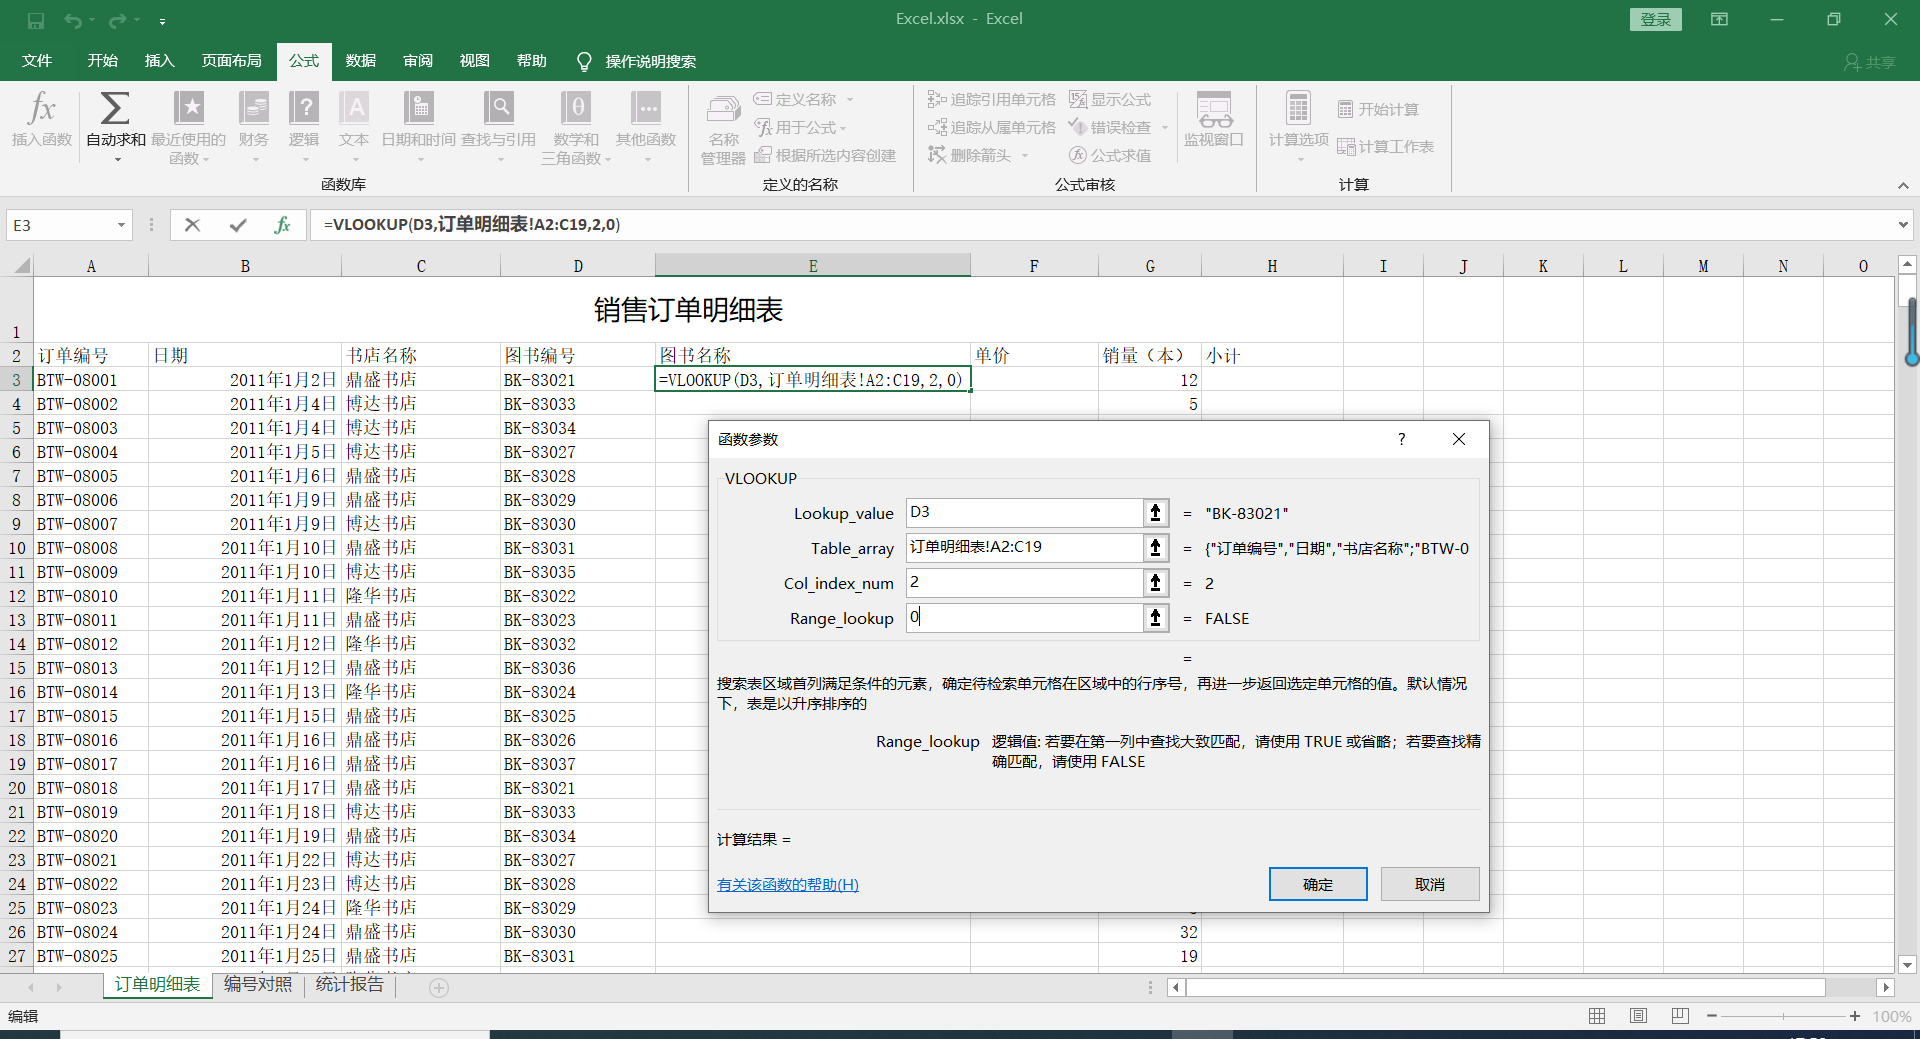 Excel.xlsx - Excel
登录
文件 开始 插入 页面布局 公式 数据 审阅 视图 帮助 操作说明搜索
共享
fx
插入函数
自动求和
最近使用的
函数
财务
逻辑
文本
日期和时间
查找与引用
数学和
三角函数
其他函数
函数库
名称
管理器
定义名称
用于公式
根据所选内容创建
定义的名称
追踪引用单元格
追踪从属单元格
删除箭头
显示公式
错误检查
公式求值
公式审核
监视窗口
计算选项
开始计算
计算工作表
计算
E3
fx
=VLOOKUP(D3,订单明细表!A2:C19,2,0)
A B C D E F G H I J K L M N O
1 销售订单明细表
2 订单编号 日期 书店名称 图书编号 图书名称 单价 销量（本） 小计
3 BTW-08001 2011年1月2日 鼎盛书店 BK-83021 =VLOOKUP(D3,订单明细表!A2:C19,2,0) 12
4 BTW-08002 2011年1月4日 博达书店 BK-83033 5
5 BTW-08003 2011年1月4日 博达书店 BK-83034
6 BTW-08004 2011年1月5日 博达书店 BK-83027
7 BTW-08005 2011年1月6日 鼎盛书店 BK-83028
8 BTW-08006 2011年1月9日 鼎盛书店 BK-83029
9 BTW-08007 2011年1月9日 博达书店 BK-83030
10 BTW-08008 2011年1月10日 鼎盛书店 BK-83031
11 BTW-08009 2011年1月10日 博达书店 BK-83035
12 BTW-08010 2011年1月11日 隆华书店 BK-83022
13 BTW-08011 2011年1月11日 鼎盛书店 BK-83023
14 BTW-08012 2011年1月12日 隆华书店 BK-83032
15 BTW-08013 2011年1月12日 鼎盛书店 BK-83036
16 BTW-08014 2011年1月13日 隆华书店 BK-83024
17 BTW-08015 2011年1月15日 鼎盛书店 BK-83025
18 BTW-08016 2011年1月16日 鼎盛书店 BK-83026
19 BTW-08017 2011年1月16日 鼎盛书店 BK-83037
20 BTW-08018 2011年1月17日 鼎盛书店 BK-83021
21 BTW-08019 2011年1月18日 博达书店 BK-83033
22 BTW-08020 2011年1月19日 鼎盛书店 BK-83034
23 BTW-08021 2011年1月22日 博达书店 BK-83027
24 BTW-08022 2011年1月23日 博达书店 BK-83028
25 BTW-08023 2011年1月24日 隆华书店 BK-83029
26 BTW-08024 2011年1月24日 鼎盛书店 BK-83030 32
27 BTW-08025 2011年1月25日 鼎盛书店 BK-83031 19
函数参数 ?
VLOOKUP
Lookup_value D3 = "BK-83021"
Table_array 订单明细表!A2:C19 = {"订单编号","日期","书店名称";"BTW-0
Col_index_num 2 = 2
Range_lookup 0 = FALSE
=
搜索表区域首列满足条件的元素，确定待检索单元格在区域中的行序号，再进一步返回选定单元格的值。默认情况
下，表是以升序排序的
Range_lookup 逻辑值: 若要在第一列中查找大致匹配，请使用 TRUE 或省略；若要查找精
确匹配，请使用 FALSE
计算结果 =
有关该函数的帮助(H)
确定
取消
订单明细表 编号对照 统计报告
编辑
100%